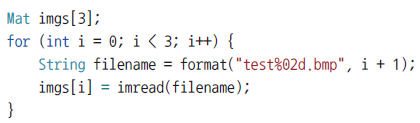 Mat imgs[3];
for (int i = 0; i < 3; i++) {
    String filename = format("test%02d.bmp", i + 1);
    imgs[i] = imread(filename);
}